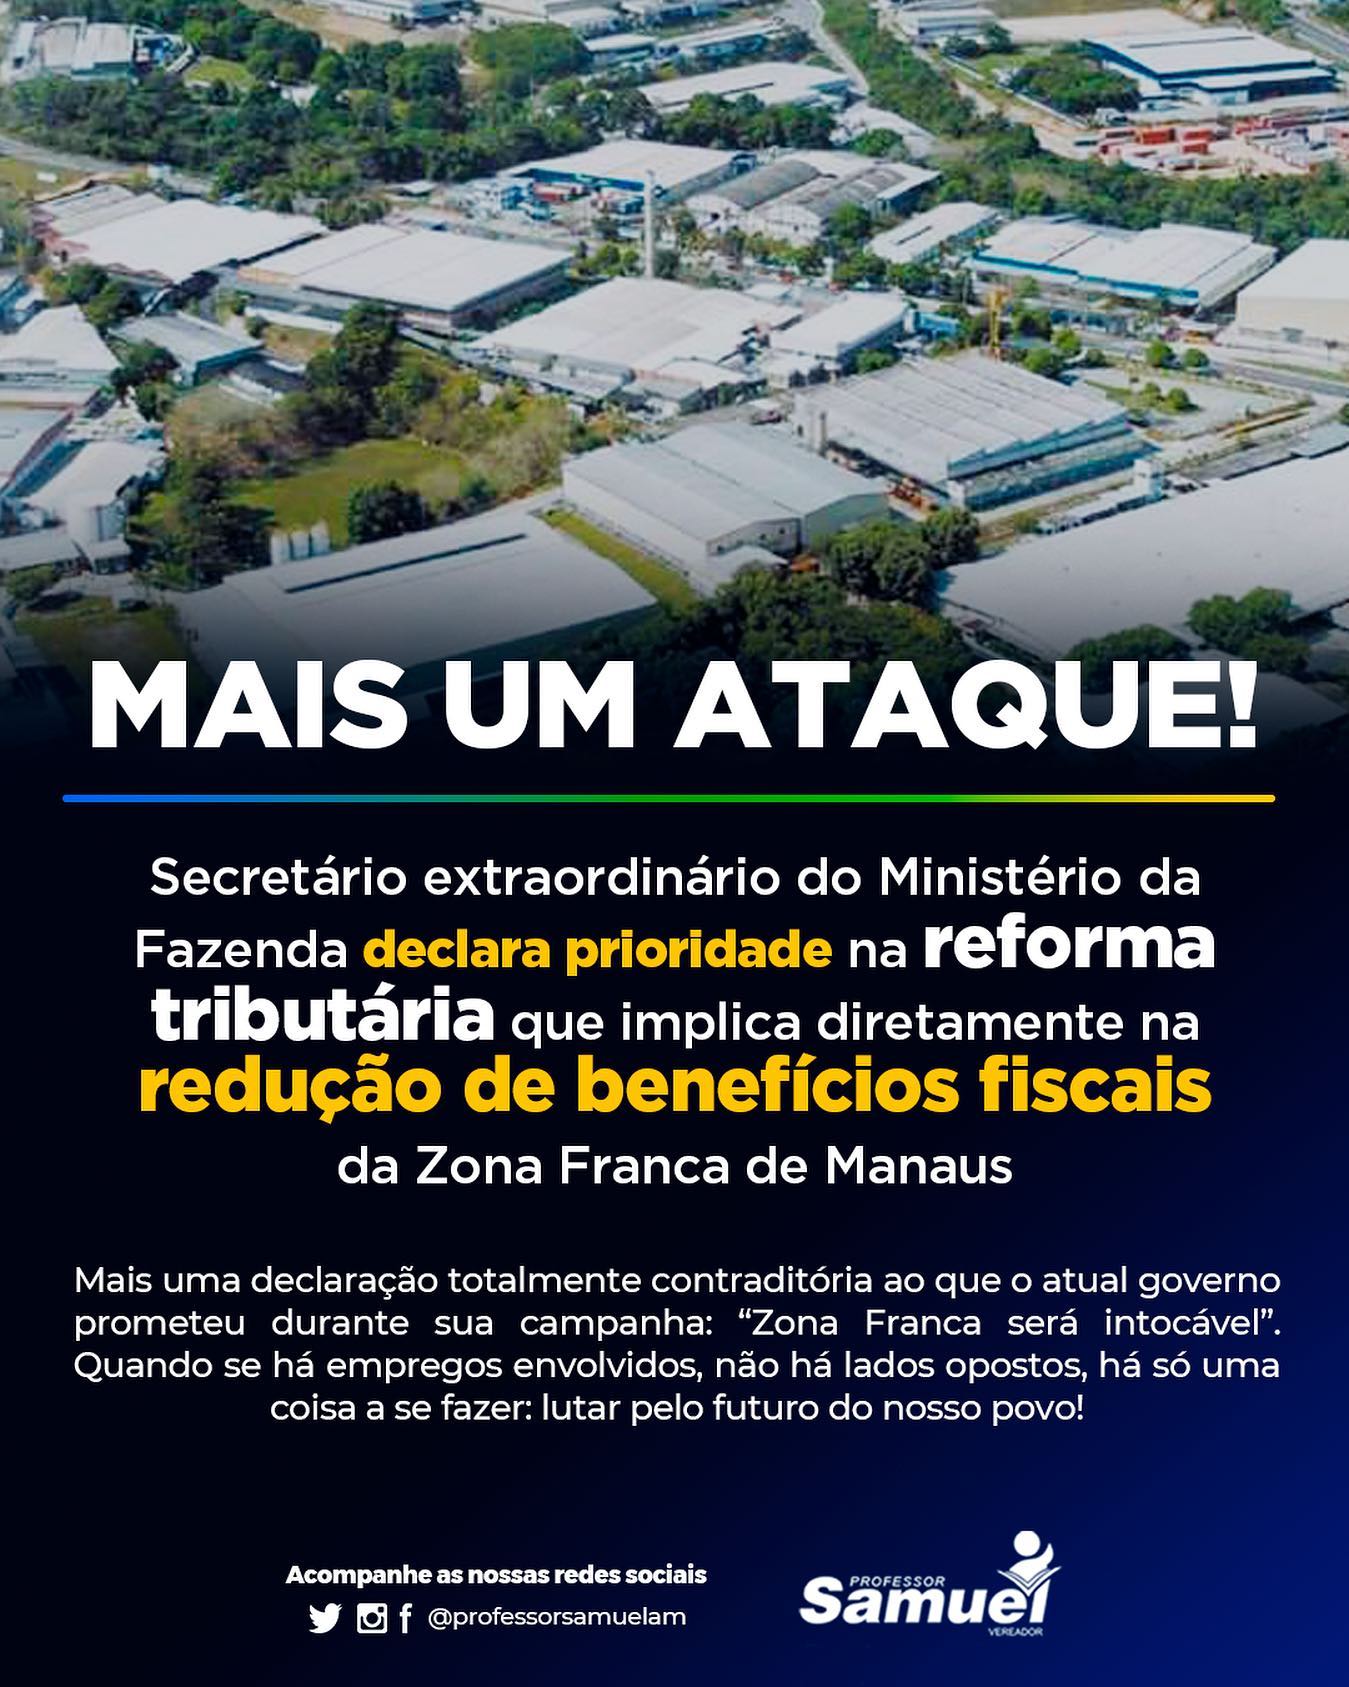 MAIS UM ATAQUE!
Secretário extraordinário do Ministério da
Fazenda declara prioridade na reforma
tributária que implica diretamente na
redução de benefícios fiscais
da Zona Franca de Manaus
Mais uma declaração totalmente contraditória ao que o atual governo
prometeu durante sua campanha: “Zona Franca será intocável”.
Quando se há empregos envolvidos, não há lados opostos, há só uma
coisa a se fazer: lutar pelo futuro do nosso povo!
Acompanhe as nossas redes sociais
@professorsamuelam
PROFESSOR
Samuel
VEREADOR